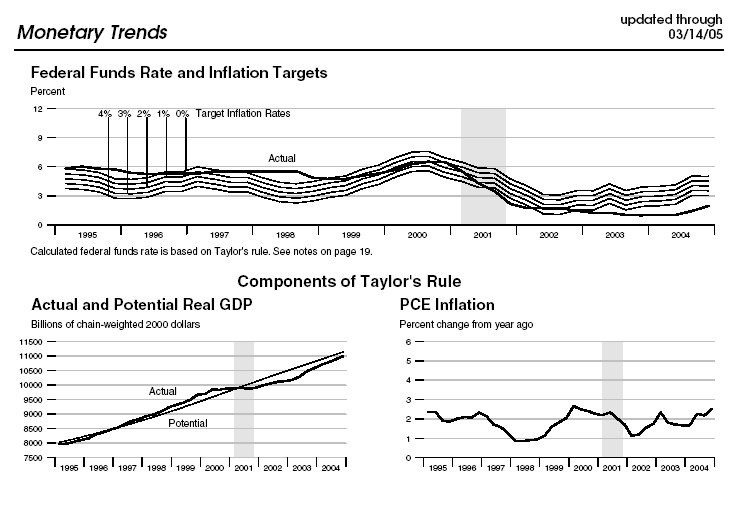 Monetary Trends
updated through
03/14/05
Federal Funds Rate and Inflation Targets
Percent
12
9
6
3
0
4% 3% 2% 1% 0% Target Inflation Rates
Actual
1995 1996 1997 1998 1999 2000 2001 2002 2003 2004
Calculated federal funds rate is based on Taylor's rule. See notes on page 19.
Components of Taylor's Rule
Actual and Potential Real GDP
Billions of chain-weighted 2000 dollars
11500
11000
10500
10000
9500
9000
8500
8000
7500
Actual
Potential
1995 1996 1997 1998 1999 2000 2001 2002 2003 2004
PCE Inflation
Percent change from year ago
6
5
4
3
2
1
0
1995 1996 1997 1998 1999 2000 2001 2002 2003 2004